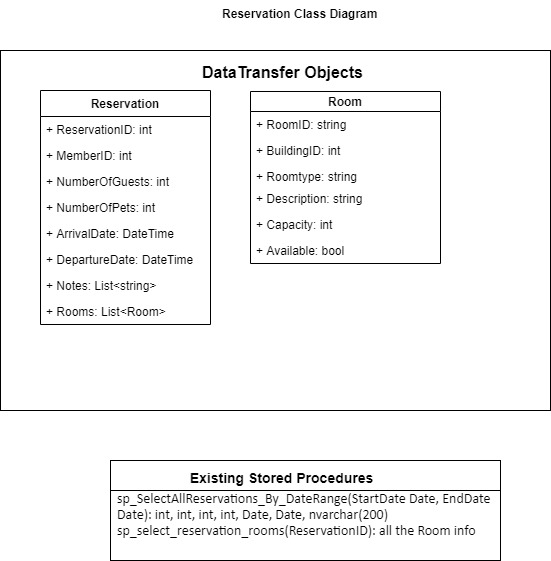 Reservation Class Diagram
DataTransfer Objects
Reservation
+ ReservationID: int
+ MemberID: int
+ NumberOfGuests: int
+ NumberOfPets: int
+ ArrivalDate: DateTime
+ DepartureDate: DateTime
+ Notes: List<string>
+ Rooms: List<Room>
Room
+ RoomID: string
+ BuildingID: int
+ Roomtype: string
+ Description: string
+ Capacity: int
+ Available: bool
Existing Stored Procedures
sp_SelectAllReservations_By_DateRange(StartDate Date, EndDate
Date): int, int, int, int, Date, Date, nvarchar(200)
sp_select_reservation_rooms(ReservationID): all the Room info